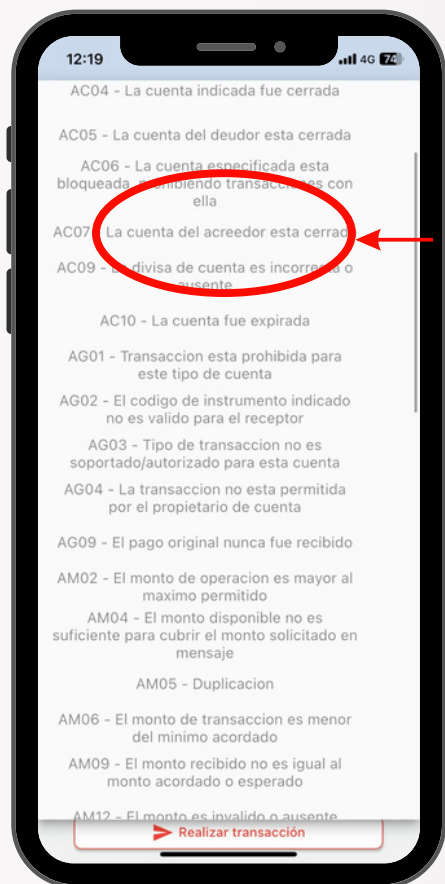 12:19
4G 74
AC04 - La cuenta indicada fue cerrada
AC05 - La cuenta del deudor esta cerrada
AC06 - La cuenta especificada esta
bloqueada, prohibiendo transacciones con
ella
AC07 - La cuenta del acreedor esta cerrada
AC09 - La divisa de cuenta es incorrecta o
ausente
AC10 - La cuenta fue expirada
AG01 - Transaccion esta prohibida para
este tipo de cuenta
AG02 - El codigo de instrumento indicado
no es valido para el receptor
AG03 - Tipo de transaccion no es
soportado/autorizado para esta cuenta
AG04 - La transaccion no esta permitida
por el propietario de cuenta
AG09 - El pago original nunca fue recibido
AM02 - El monto de operacion es mayor al
maximo permitido
AM04 - El monto disponible no es
suficiente para cubrir el monto solicitado en
mensaje
AM05 - Duplicacion
AM06 - El monto de transaccion es menor
del minimo acordado
AM09 - El monto recibido no es igual al
monto acordado o esperado
AM12 - El monto es invalido o ausente
Realizar transacción